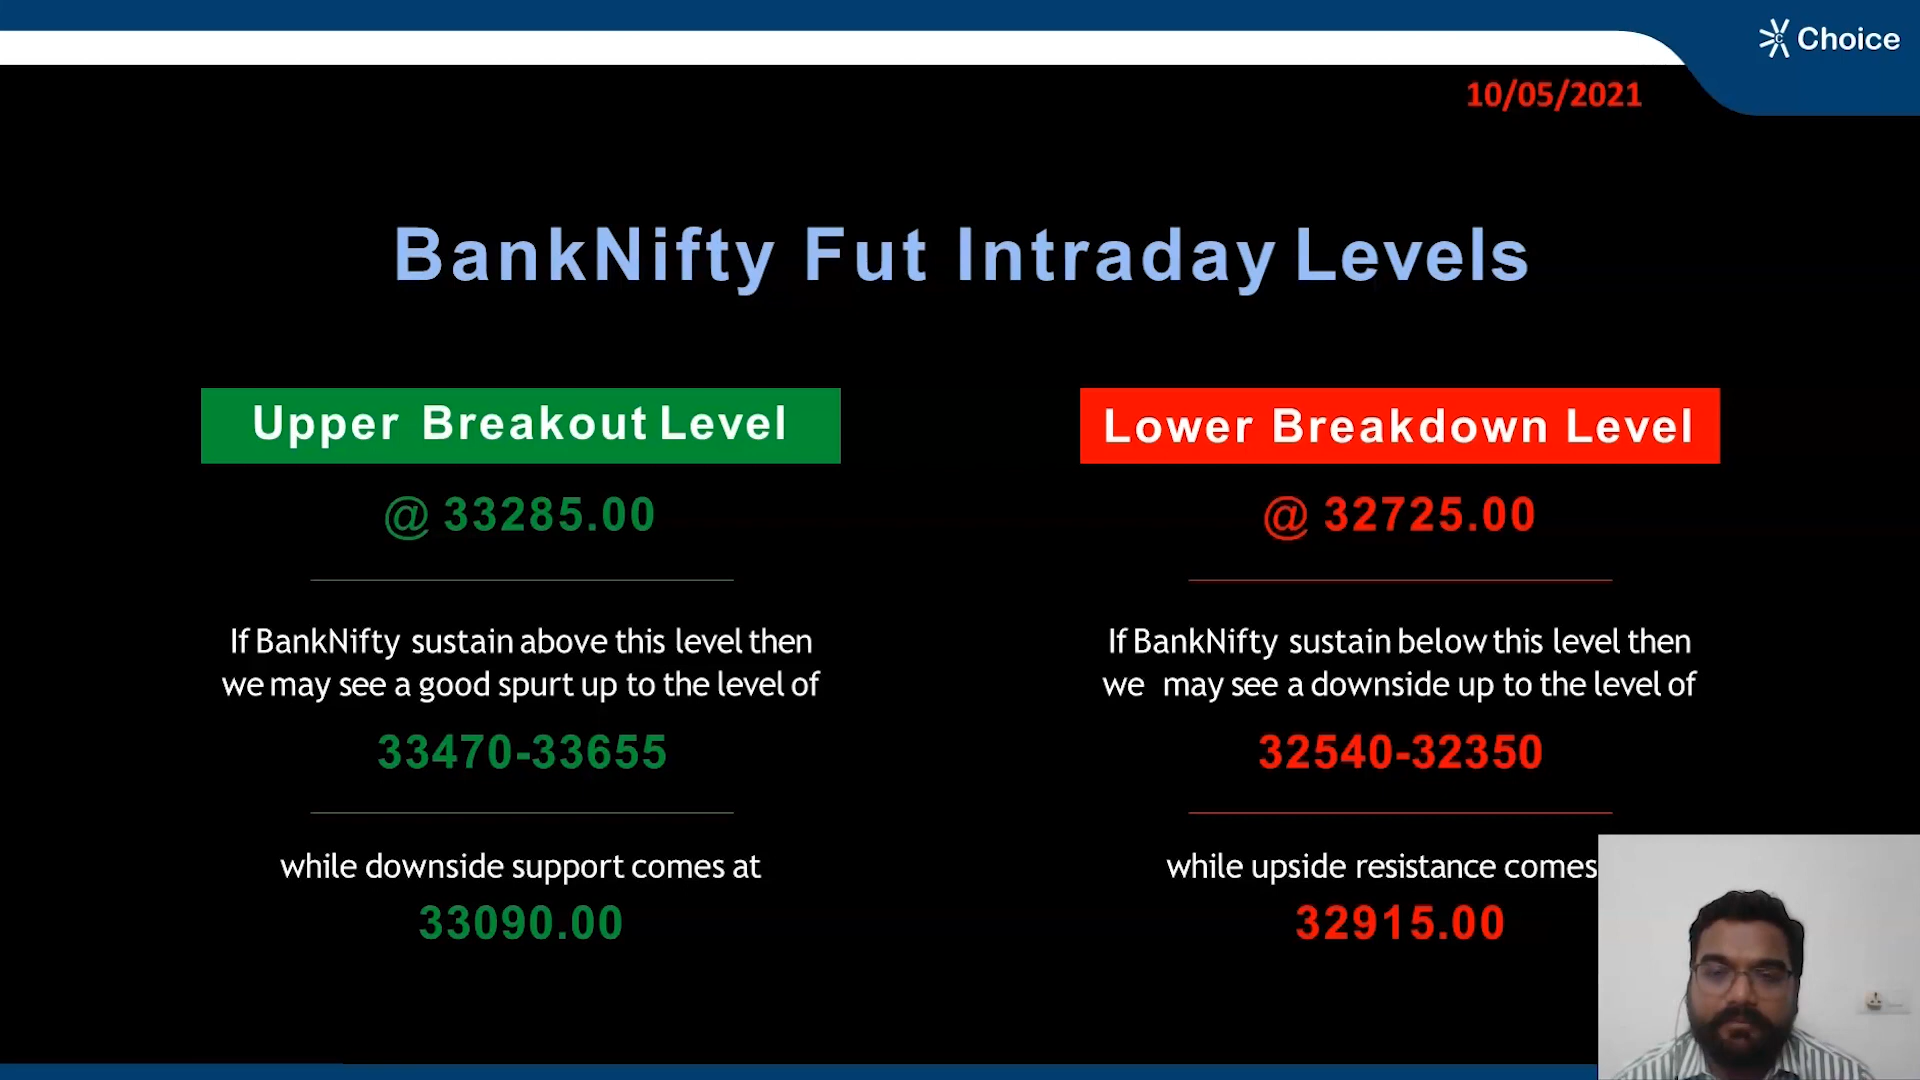 Choice
10/05/2021
BankNifty Fut Intraday Levels
Upper Breakout Level
@ 33285.00
If BankNifty sustain above this level then
we may see a good spurt up to the level of
33470-33655
while downside support comes at
33090.00
Lower Breakdown Level
@ 32725.00
If BankNifty sustain below this level then
we may see a downside up to the level of
32540-32350
while upside resistance comes
32915.00